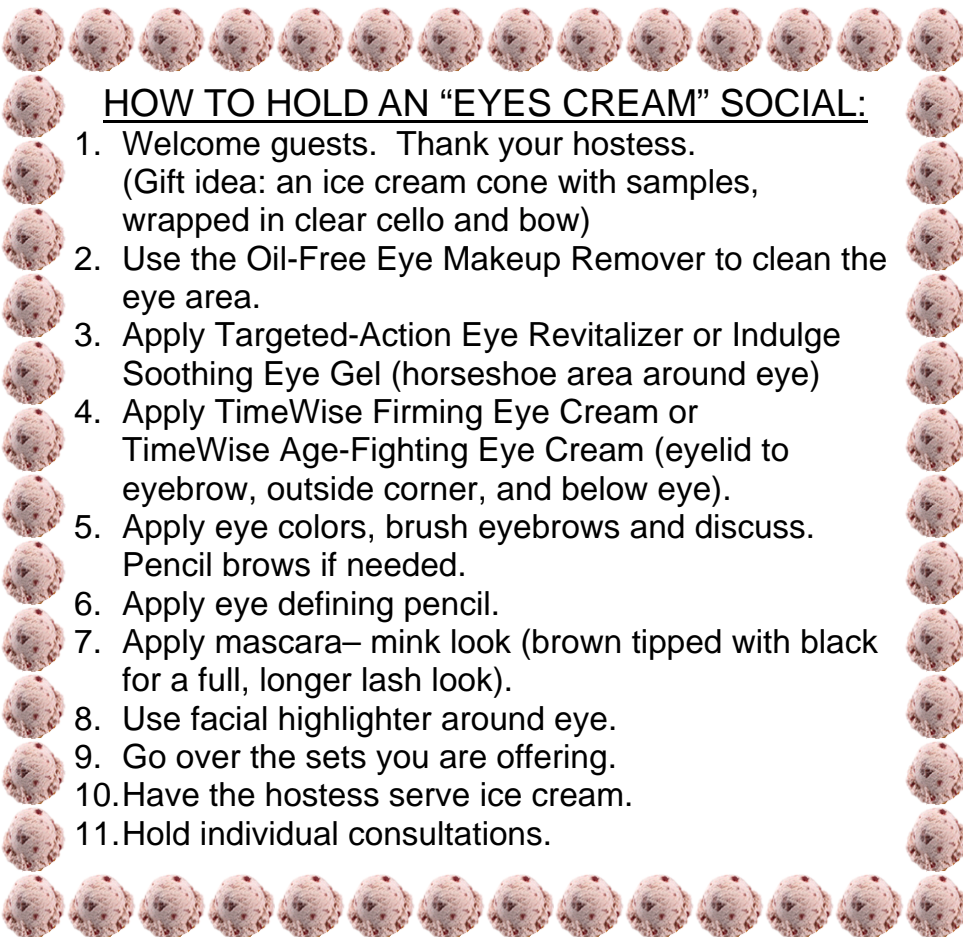 HOW TO HOLD AN “EYES CREAM” SOCIAL:
1. Welcome guests.  Thank your hostess.
(Gift idea: an ice cream cone with samples,
wrapped in clear cello and bow)
2. Use the Oil-Free Eye Makeup Remover to clean the
eye area.
3. Apply Targeted-Action Eye Revitalizer or Indulge
Soothing Eye Gel (horseshoe area around eye)
4. Apply TimeWise Firming Eye Cream or
TimeWise Age-Fighting Eye Cream (eyelid to
eyebrow, outside corner, and below eye).
5. Apply eye colors, brush eyebrows and discuss.
Pencil brows if needed.
6. Apply eye defining pencil.
7. Apply mascara– mink look (brown tipped with black
for a full, longer lash look).
8. Use facial highlighter around eye.
9. Go over the sets you are offering.
10.Have the hostess serve ice cream.
11.Hold individual consultations.